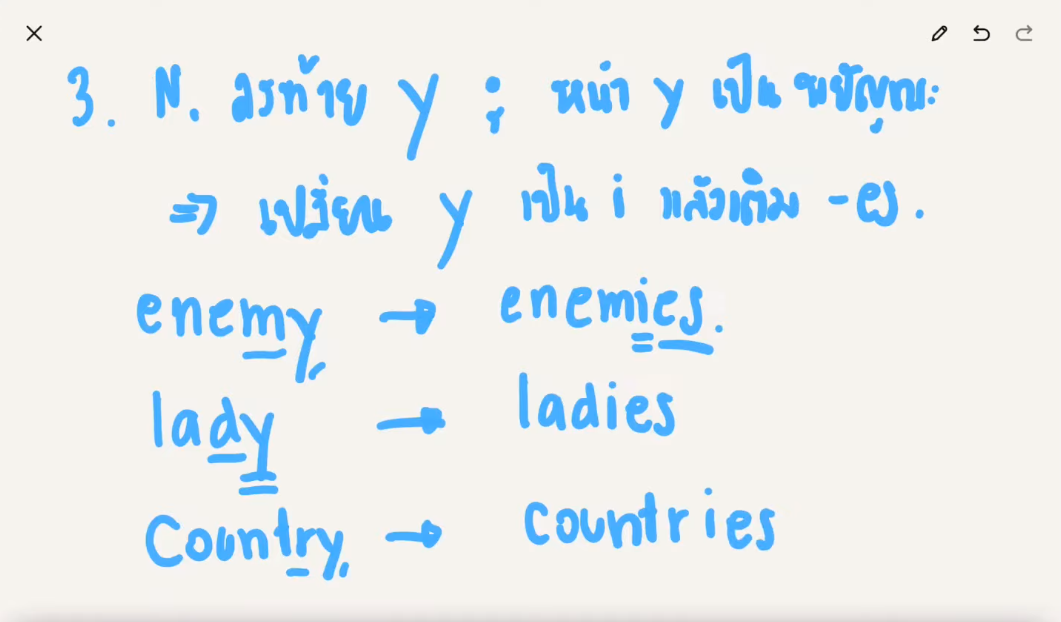 3. N. ลงท้าย y ; หน้า y เป็นพยัญชนะ
⇒ เปลี่ยน y เป็น i แล้วเติม -es.
enemy → enemies.
lady → ladies
Country → countries